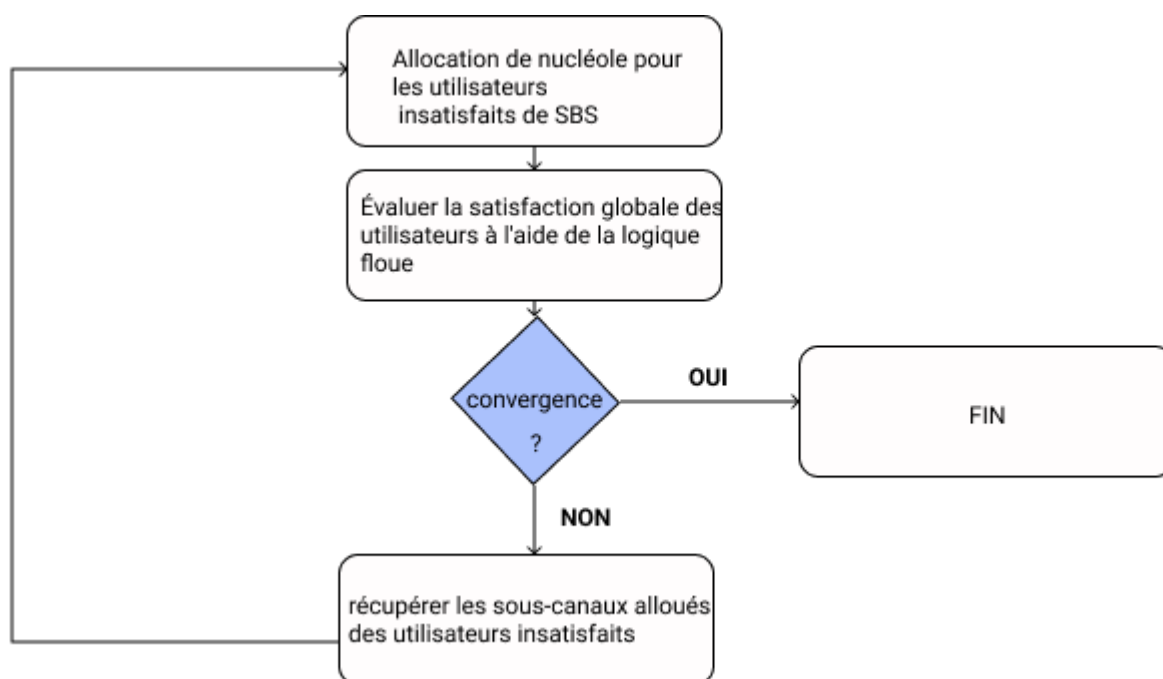 Allocation de nucléole pour
les utilisateurs
insatisfaits de SBS
Évaluer la satisfaction globale des
utilisateurs à l'aide de la logique
floue
convergence
?
OUI
FIN
NON
récupérer les sous-canaux alloués
des utilisateurs insatisfaits